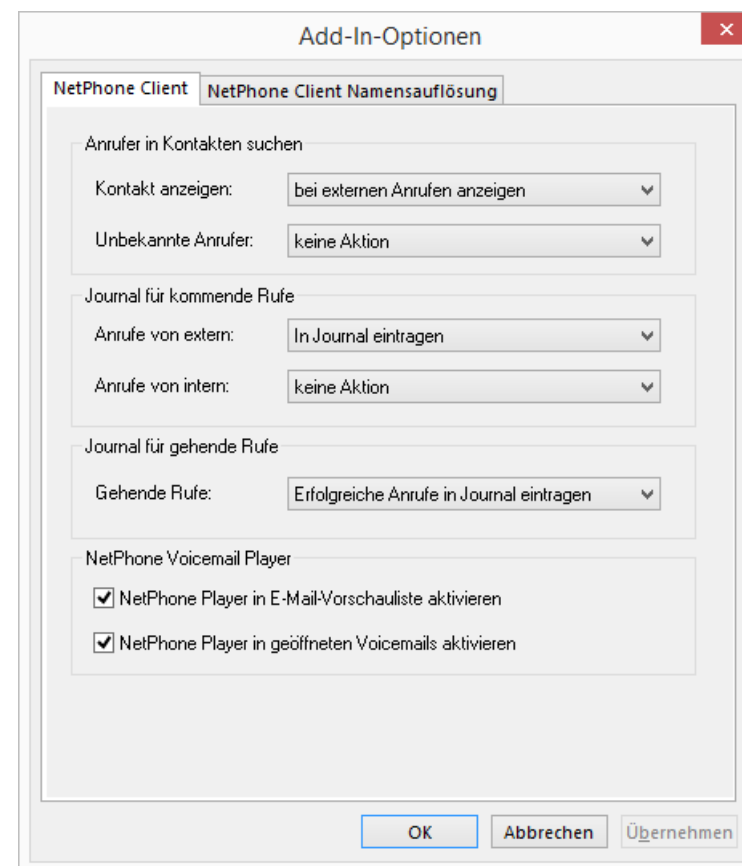 Add-In-Optionen
NetPhone Client
NetPhone Client Namensauflösung
Anrufer in Kontakten suchen
Kontakt anzeigen: bei externen Anrufen anzeigen
Unbekannte Anrufer: keine Aktion
Journal für kommende Rufe
Anrufe von extern: In Journal eintragen
Anrufe von intern: keine Aktion
Journal für gehende Rufe
Gehende Rufe: Erfolgreiche Anrufe in Journal eintragen
NetPhone Voicemail Player
NetPhone Player in E-Mail-Vorschauliste aktivieren
NetPhone Player in geöffneten Voicemails aktivieren
OK Abbrechen Übernehmen